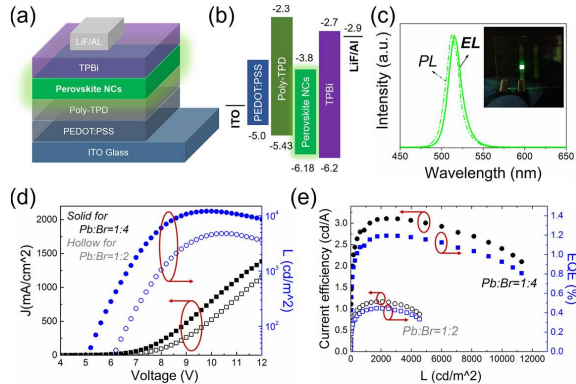 (a)
LiF/AL
TPBi
Perovskite NCs
Poly-TPD
PEDOT:PSS
ITO Glass
(b)
-2.3
-2.7
-2.9
-3.8
ITO
PEDOT:PSS
Poly-TPD
Perovskite NCs
TPBi
LiF/Al
-5.0
-5.43
-6.18
-6.2
(c)
PL
EL
Intensity (a.u.)
450 500 550 600 650
Wavelength (nm)
(d)
Solid for
Pb:Br=1:4
Hollow for
Pb:Br=1:2
2000
1500
1000
500
0
J(mA/cm^2)
10^4
10^3
10^2
L (cd/m^2)
4 5 6 7 8 9 10 11 12
Voltage (V)
(e)
3.0
2.5
2.0
1.5
1.0
0.5
0.0
Current efficiency (cd/A)
1.4
1.2
1.0
0.8
0.6
0.4
0.2
0.0
EQE (%)
Pb:Br=1:4
Pb:Br=1:2
0 2000 4000 6000 8000 10000 12000
L (cd/m^2)